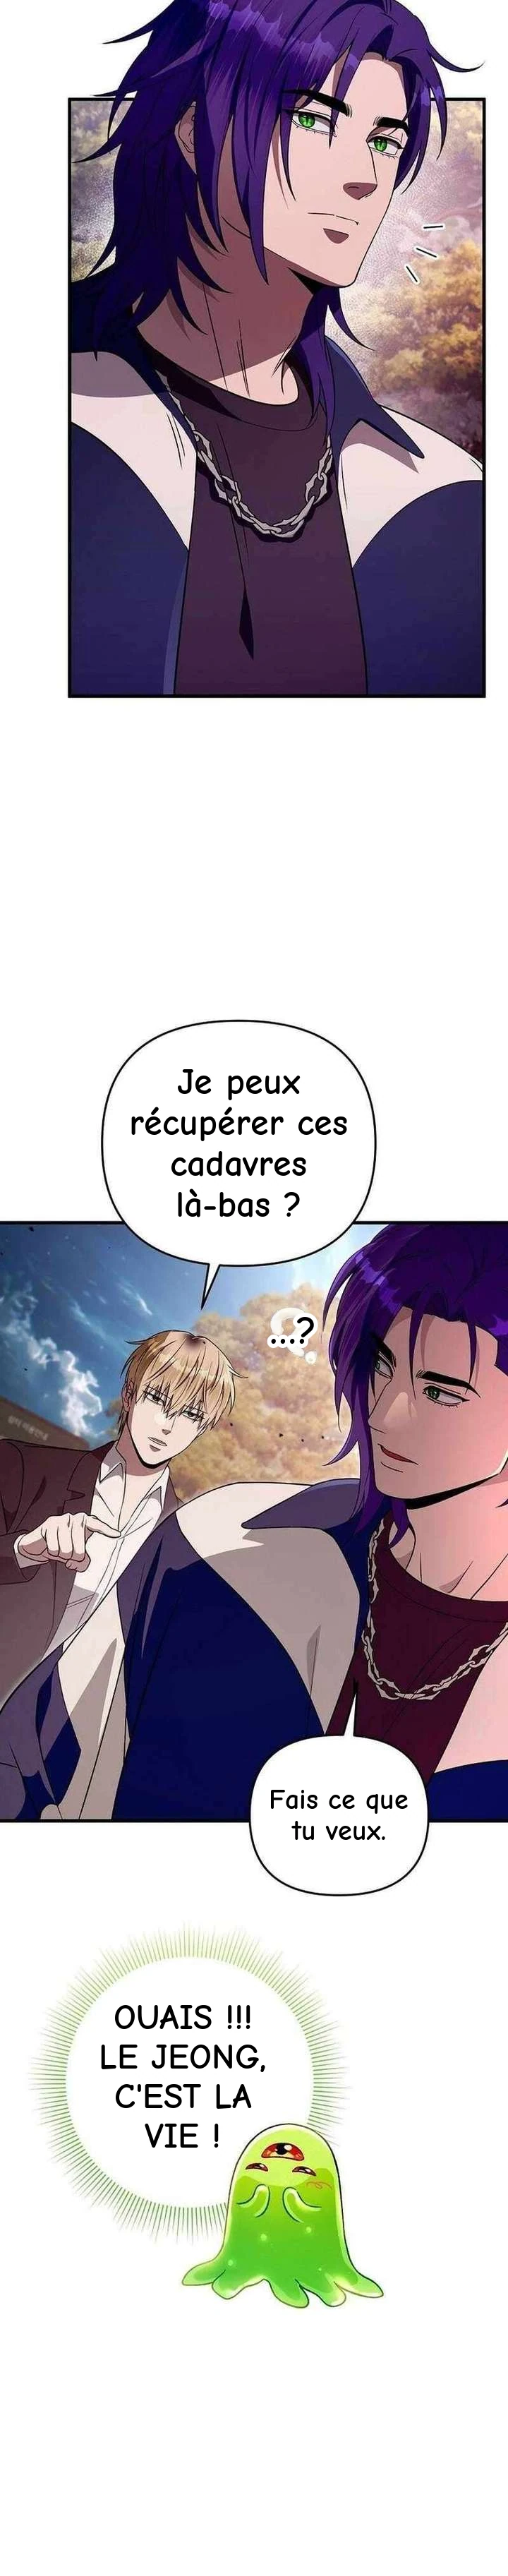 Je peux
récupérer ces
cadavres
là-bas ?
...?
Fais ce que
tu veux.
OUAIS !!!
LE JEONG,
C'EST LA
VIE !